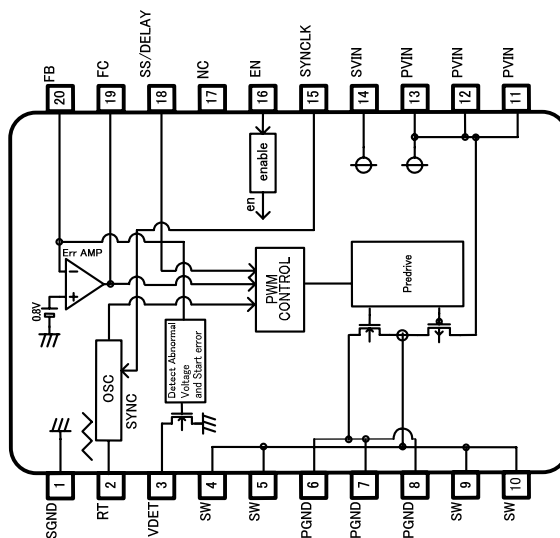 FB
FC
SS/DELAY
NC
EN
SYNCLK
SVIN
PVIN
PVIN
PVIN
20
19
18
17
16
15
14
13
12
11
enable
en
Err AMP
0.8V
OSC
SYNC
Detect Abnormal
Voltage
and Start error
PWM
CONTROL
Predrive
1
2
3
4
5
6
7
8
9
10
SGND
RT
VDET
SW
SW
PGND
PGND
PGND
SW
SW